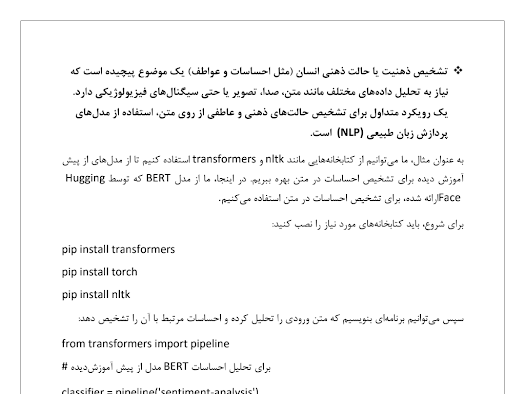 ❖ تشخیص ذهنیت یا حالت ذهنی انسان (مثل احساسات و عواطف) یک موضوع پیچیده است که
نیاز به تحلیل داده‌های مختلف مانند متن، صدا، تصویر یا حتی سیگنال‌های فیزیولوژیکی دارد.
یک رویکرد متداول برای تشخیص حالت‌های ذهنی و عاطفی از روی متن، استفاده از مدل‌های
پردازش زبان طبیعی (NLP) است.
به عنوان مثال، ما می‌توانیم از کتابخانه‌هایی مانند nltk و transformers استفاده کنیم تا از مدل‌های از پیش
آموزش دیده برای تشخیص احساسات در متن بهره ببریم. در اینجا، ما از مدل BERT که توسط Hugging
Faceارائه شده، برای تشخیص احساسات در متن استفاده می‌کنیم.
برای شروع، باید کتابخانه‌های مورد نیاز را نصب کنید:
pip install transformers
pip install torch
pip install nltk
سپس می‌توانیم برنامه‌ای بنویسیم که متن ورودی را تحلیل کرده و احساسات مرتبط با آن را تشخیص دهد:
from transformers import pipeline
# مدل از پیش آموزش‌دیده BERT برای تحلیل احساسات
classifier = pipeline('sentiment-analysis')